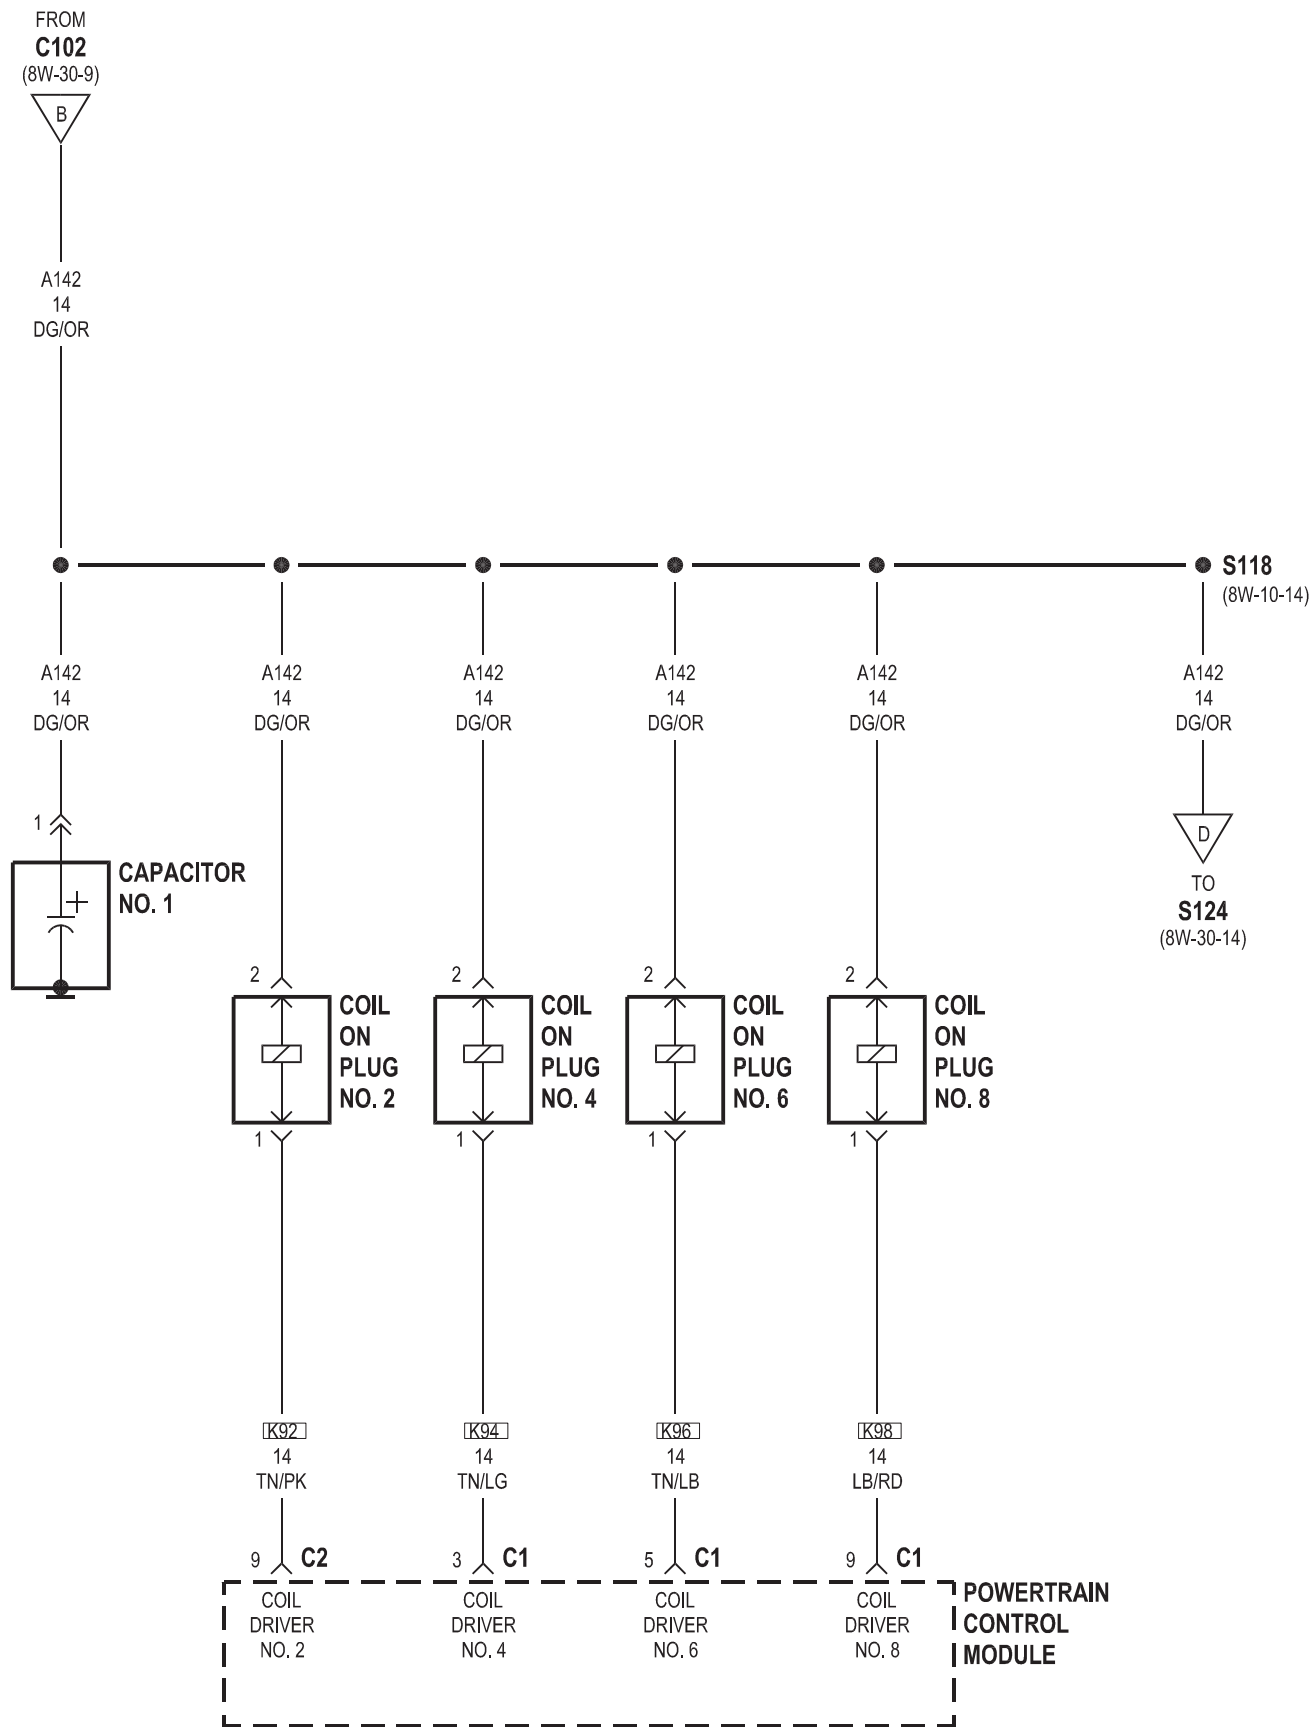 FROM
C102
(8W-30-9)
B
A142
14
DG/OR
S118
(8W-10-14)
A142
14
DG/OR
A142
14
DG/OR
A142
14
DG/OR
A142
14
DG/OR
A142
14
DG/OR
A142
14
DG/OR
1
CAPACITOR
NO. 1
+
D
TO
S124
(8W-30-14)
2
COIL
ON
PLUG
NO. 2
1
2
COIL
ON
PLUG
NO. 4
1
2
COIL
ON
PLUG
NO. 6
1
2
COIL
ON
PLUG
NO. 8
1
K92
14
TN/PK
K94
14
TN/LG
K96
14
TN/LB
K98
14
LB/RD
9 C2
3 C1
5 C1
9 C1
COIL
DRIVER
NO. 2
COIL
DRIVER
NO. 4
COIL
DRIVER
NO. 6
COIL
DRIVER
NO. 8
POWERTRAIN
CONTROL
MODULE